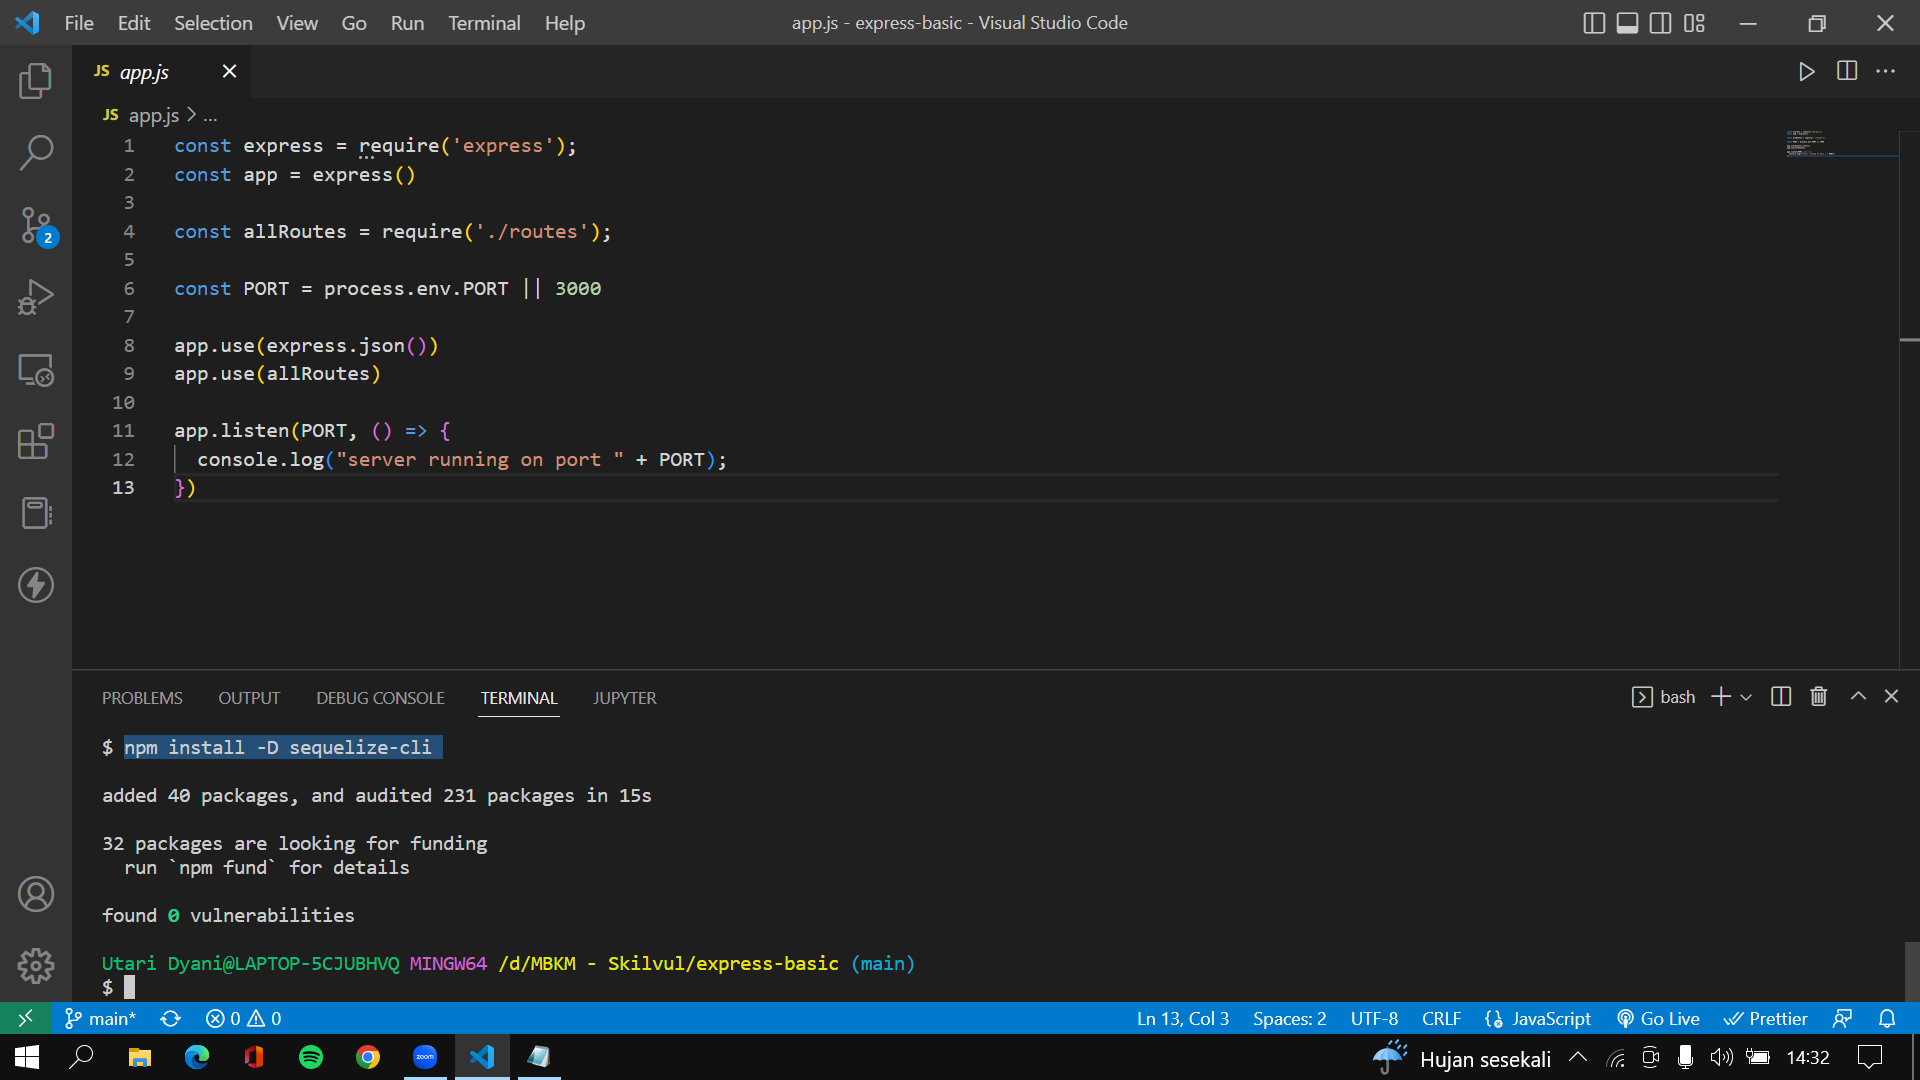 File Edit Selection View Go Run Terminal Help
app.js - express-basic - Visual Studio Code
JS app.js
JS app.js > ...
1 const express = require('express');
2 const app = express()
3
4 const allRoutes = require('./routes');
5
6 const PORT = process.env.PORT || 3000
7
8 app.use(express.json())
9 app.use(allRoutes)
10
11 app.listen(PORT, () => {
12 console.log("server running on port " + PORT);
13 })
2
PROBLEMS OUTPUT DEBUG CONSOLE TERMINAL JUPYTER
bash
$ npm install -D sequelize-cli
added 40 packages, and audited 231 packages in 15s
32 packages are looking for funding
run `npm fund` for details
found 0 vulnerabilities
Utari Dyani@LAPTOP-5CJUBHVQ MINGW64 /d/MBKM - Skilvul/express-basic (main)
$
main* 0 0 Ln 13, Col 3 Spaces: 2 UTF-8 CRLF JavaScript Go Live Prettier
zoom Hujan sesekali 14:32